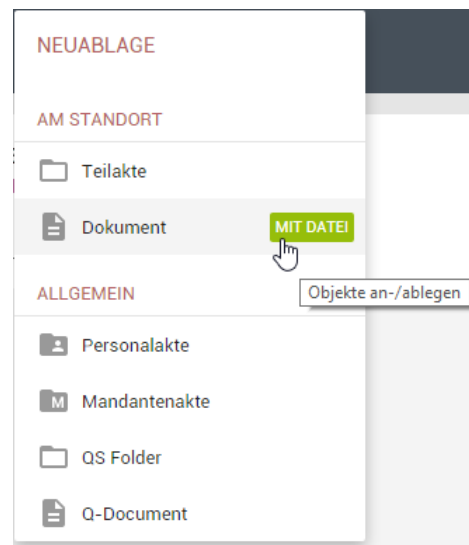 NEUABLAGE
AM STANDORT
Teilakte
Dokument MIT DATEI
Objekte an-/ablegen
ALLGEMEIN
Personalakte
M Mandantenakte
QS Folder
Q-Document